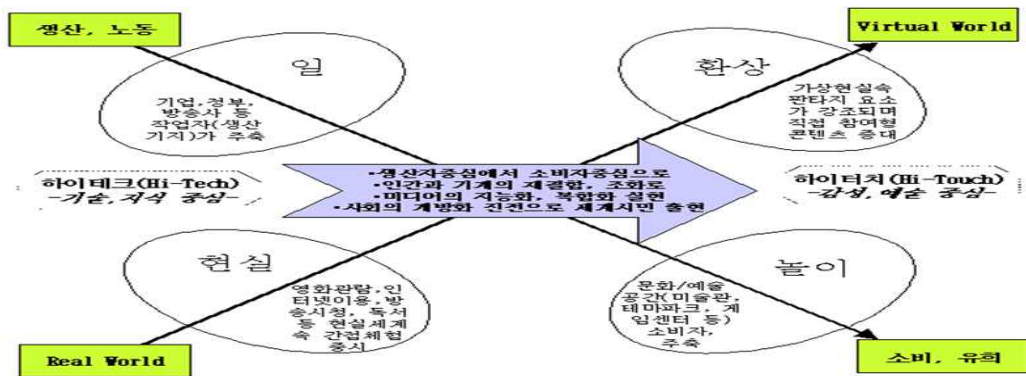 생산, 노동
Virtual World
일
기업, 정부,
방송사 등
작업자(생산
기지)가 주축
환상
가상현실속
판타지 요소
가 강조되며
직접 참여형
콘텐츠 증대
하이테크(Hi-Tech)
-기술, 지식 중심-
•생산자중심에서 소비자중심으로
•인간과 기계의 재결합, 조화로
•미디어의 지능화, 복합화 실현
•사회의 개방화 진전으로 세계시민 출현
하이터치(Hi-Touch)
-감성, 예술 중심-
현실
영화관람, 인
터넷이용, 방
송시청, 독서
등 현실세계
속 간접체험
중시
놀이
문화/예술
공간(미술관,
테마파크, 게
임센터 등)
소비자,
주축
Real World
소비, 유희